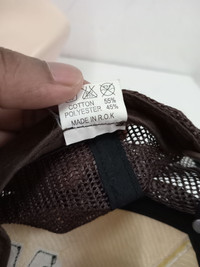 COTTON 55%
POLYESTER 45%
MADE IN R.O.K